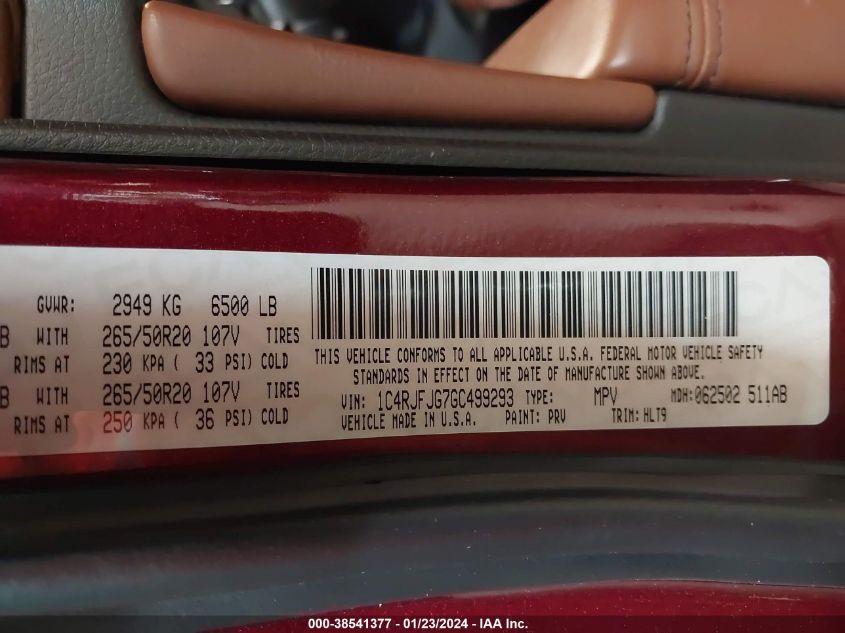 GVWR: 2949 KG 6500 LB
B WITH 265/50R20 107V TIRES
RIMS AT 230 KPA ( 33 PSI) COLD
B WITH 265/50R20 107V TIRES
RIMS AT 250 KPA ( 36 PSI) COLD
THIS VEHICLE CONFORMS TO ALL APPLICABLE U.S.A. FEDERAL MOTOR VEHICLE SAFETY
STANDARDS IN EFFECT ON THE DATE OF MANUFACTURE SHOWN ABOVE.
VIN: 1C4RJFJG7GC499293 TYPE: MPV MDH: 062502 511AB
VEHICLE MADE IN U.S.A. PAINT: PRV TRIM: HLT9
000-38541377 - 01/23/2024 - IAA Inc.